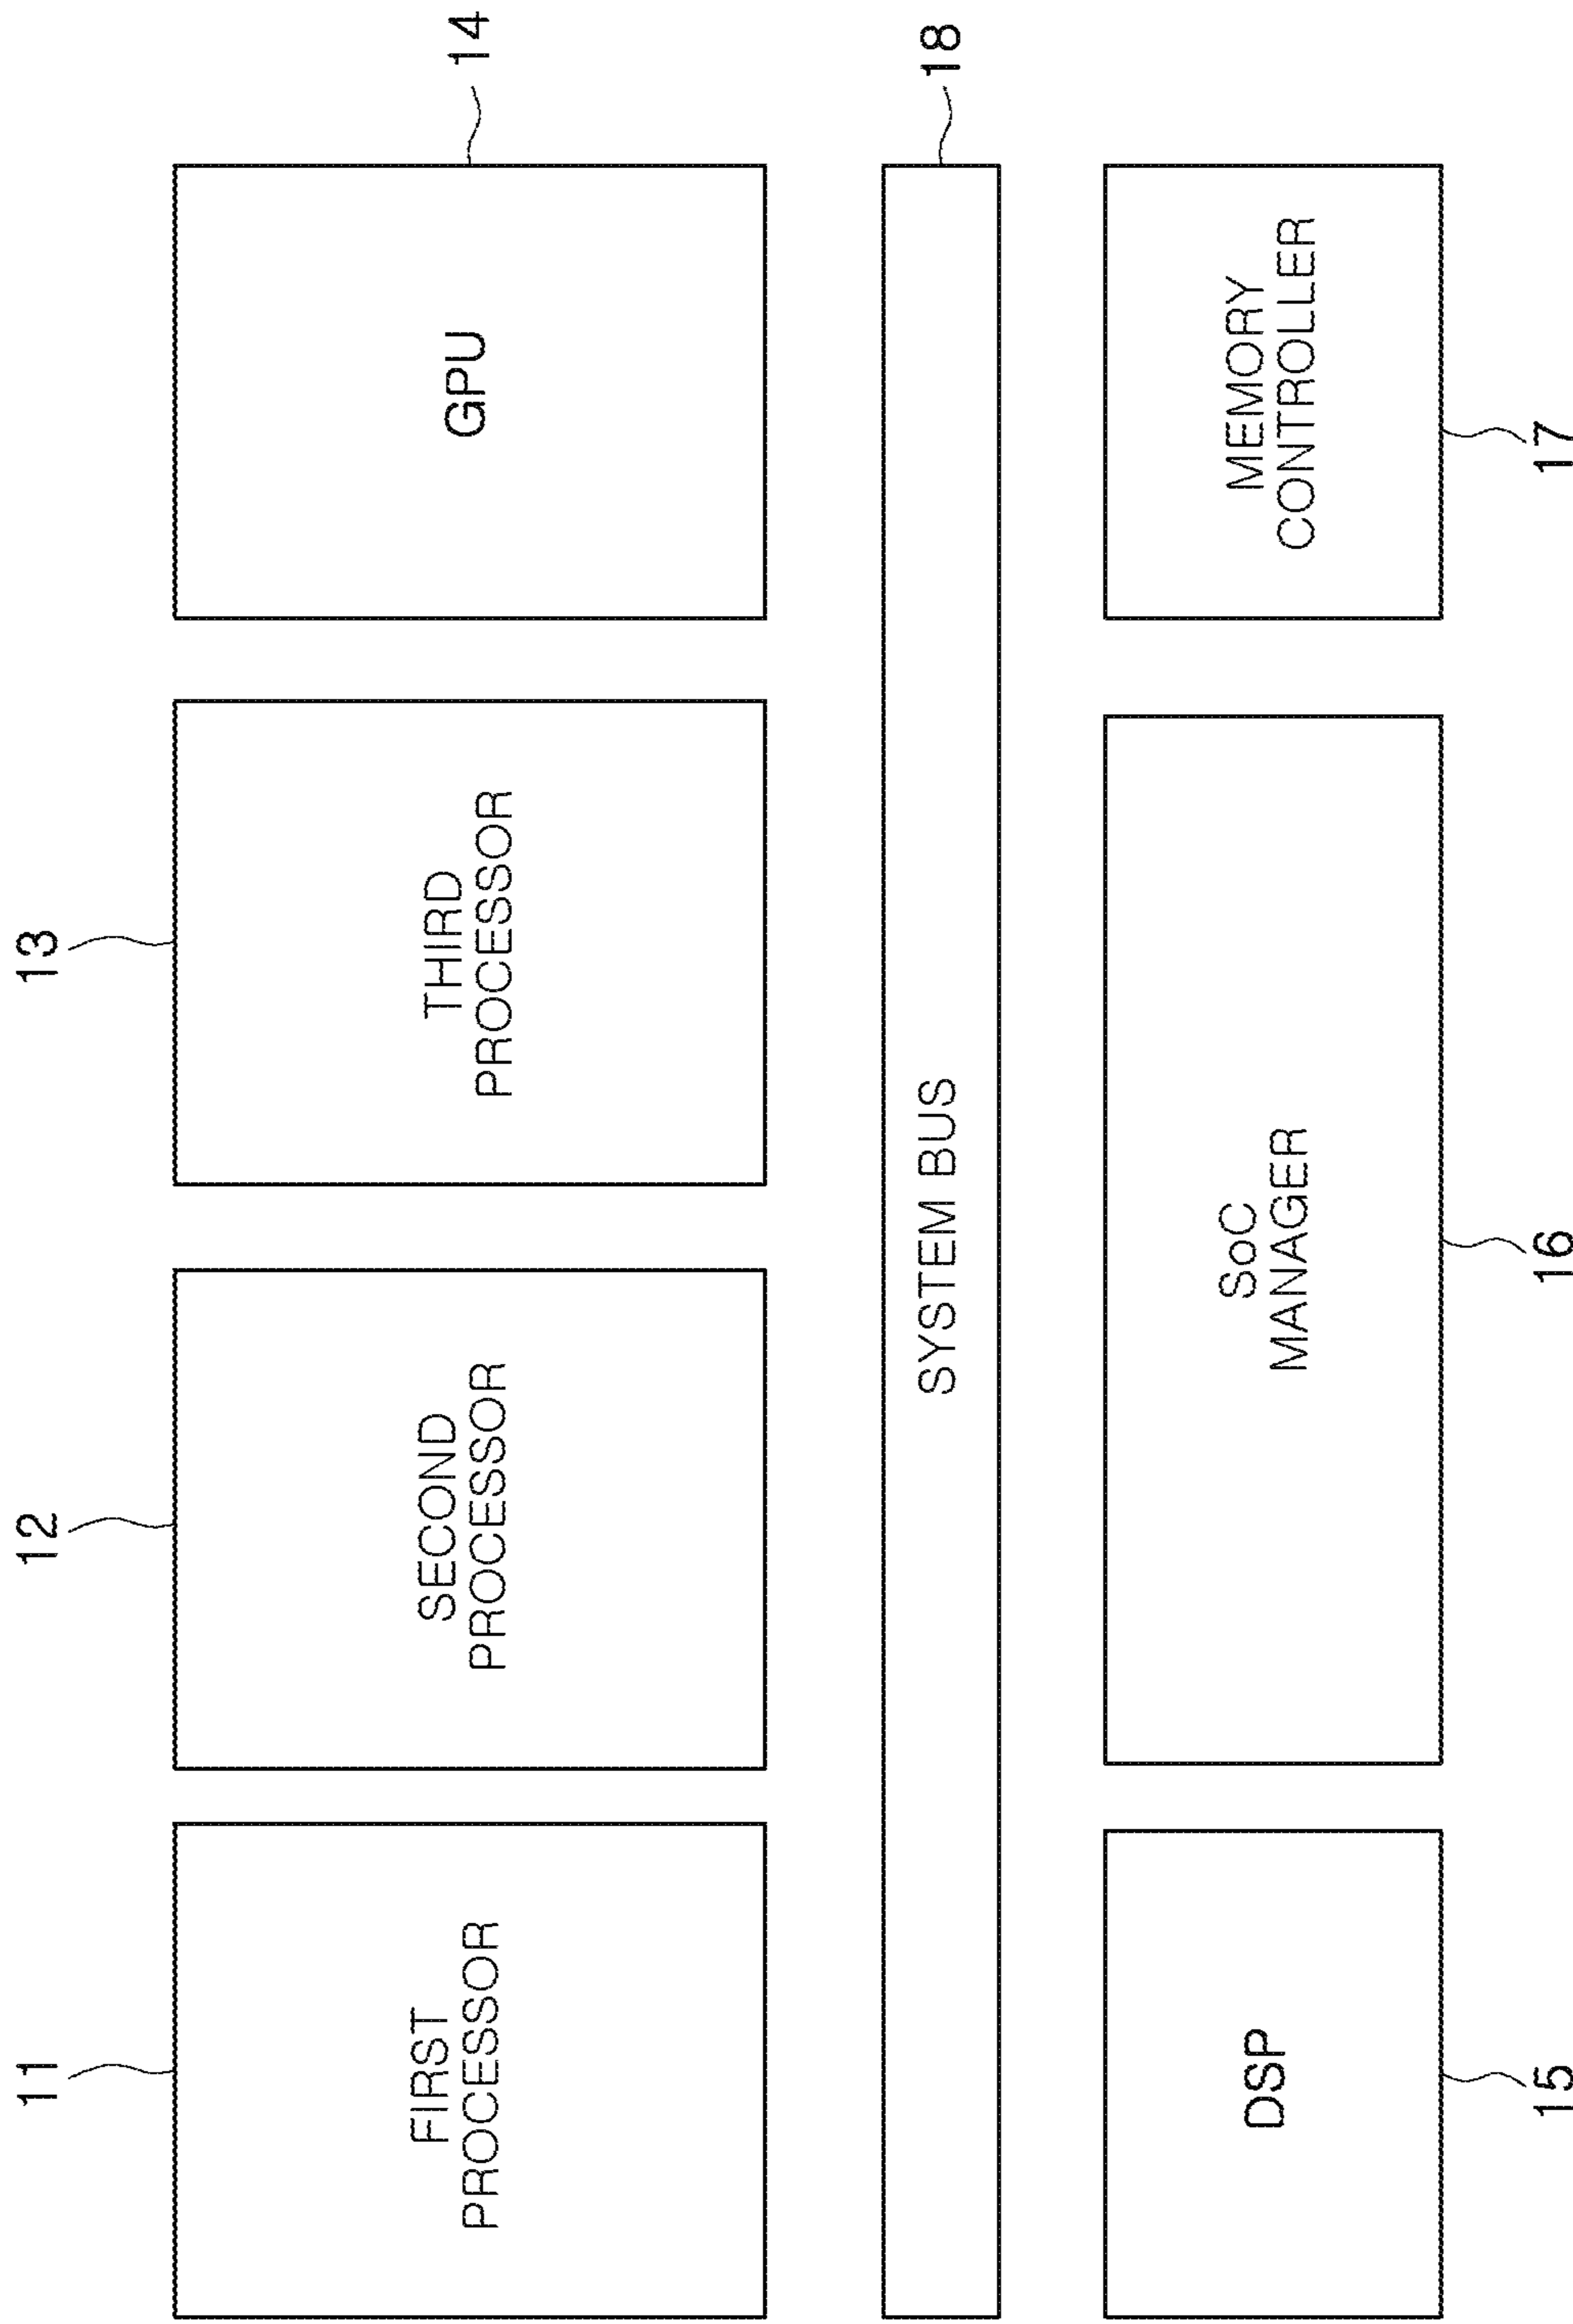 11
12
13
FIRST
PROCESSOR
SECOND
PROCESSOR
THIRD
PROCESSOR
GPU
14
SYSTEM BUS
18
DSP
SoC
MANAGER
MEMORY
CONTROLLER
15
16
17